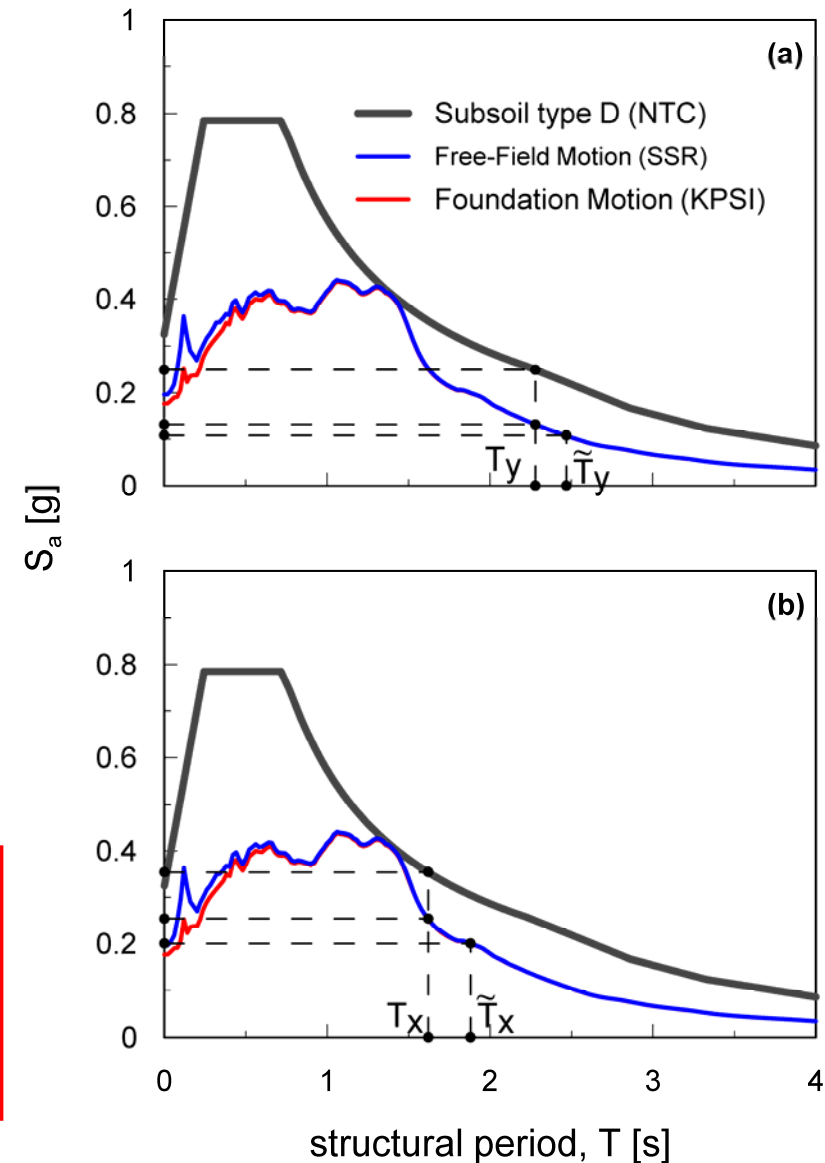 1
(a)
0.8
Subsoil type D (NTC)
Free-Field Motion (SSR)
Foundation Motion (KPSI)
0.6
0.4
0.2
Ty
T̃y
0
Sa [g]
1
(b)
0.8
0.6
0.4
0.2
Tx
T̃x
0
0 1 2 3 4
structural period, T [s]